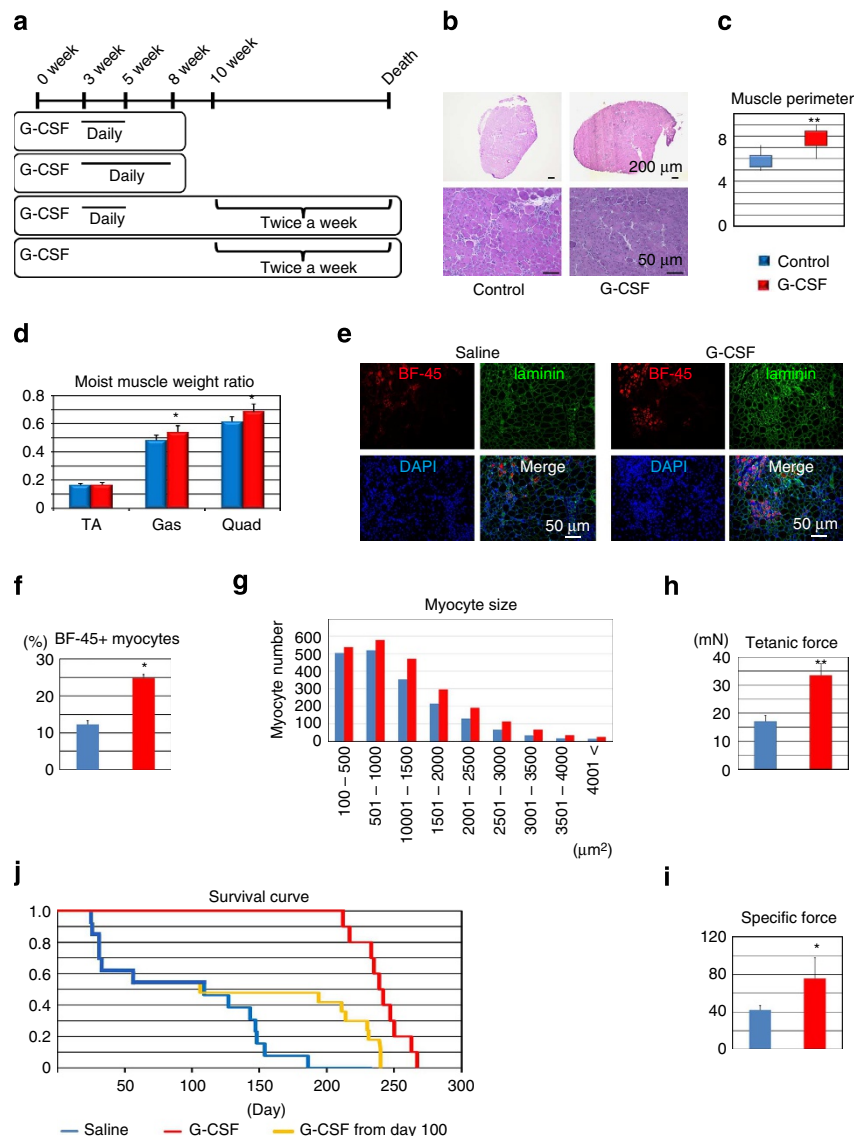 a
0 week
3 week
5 week
8 week
10 week
Death
G-CSF
Daily
G-CSF
Daily
G-CSF
Daily
Twice a week
G-CSF
Twice a week
b
200 μm
50 μm
Control
G-CSF
c
Muscle perimeter
**
8
4
0
Control
G-CSF
d
Moist muscle weight ratio
0.8
0.6
0.4
0.2
0
*
*
TA
Gas
Quad
e
Saline
G-CSF
BF-45
laminin
BF-45
laminin
DAPI
Merge
DAPI
Merge
50 μm
50 μm
f
(%)
BF-45+ myocytes
30
20
10
0
*
g
Myocyte size
Myocyte number
600
500
400
300
200
100
0
100 – 500
501 – 1000
10001 – 1500
1501 – 2000
2001 – 2500
2501 – 3000
3001 – 3500
3501 – 4000
4001 <
(μm²)
h
(mN)
Tetanic force
40
30
20
10
0
**
j
Survival curve
1.0
0.8
0.6
0.4
0.2
0
50
100
150
200
250
300
(Day)
Saline
G-CSF
G-CSF from day 100
i
Specific force
120
80
40
0
*